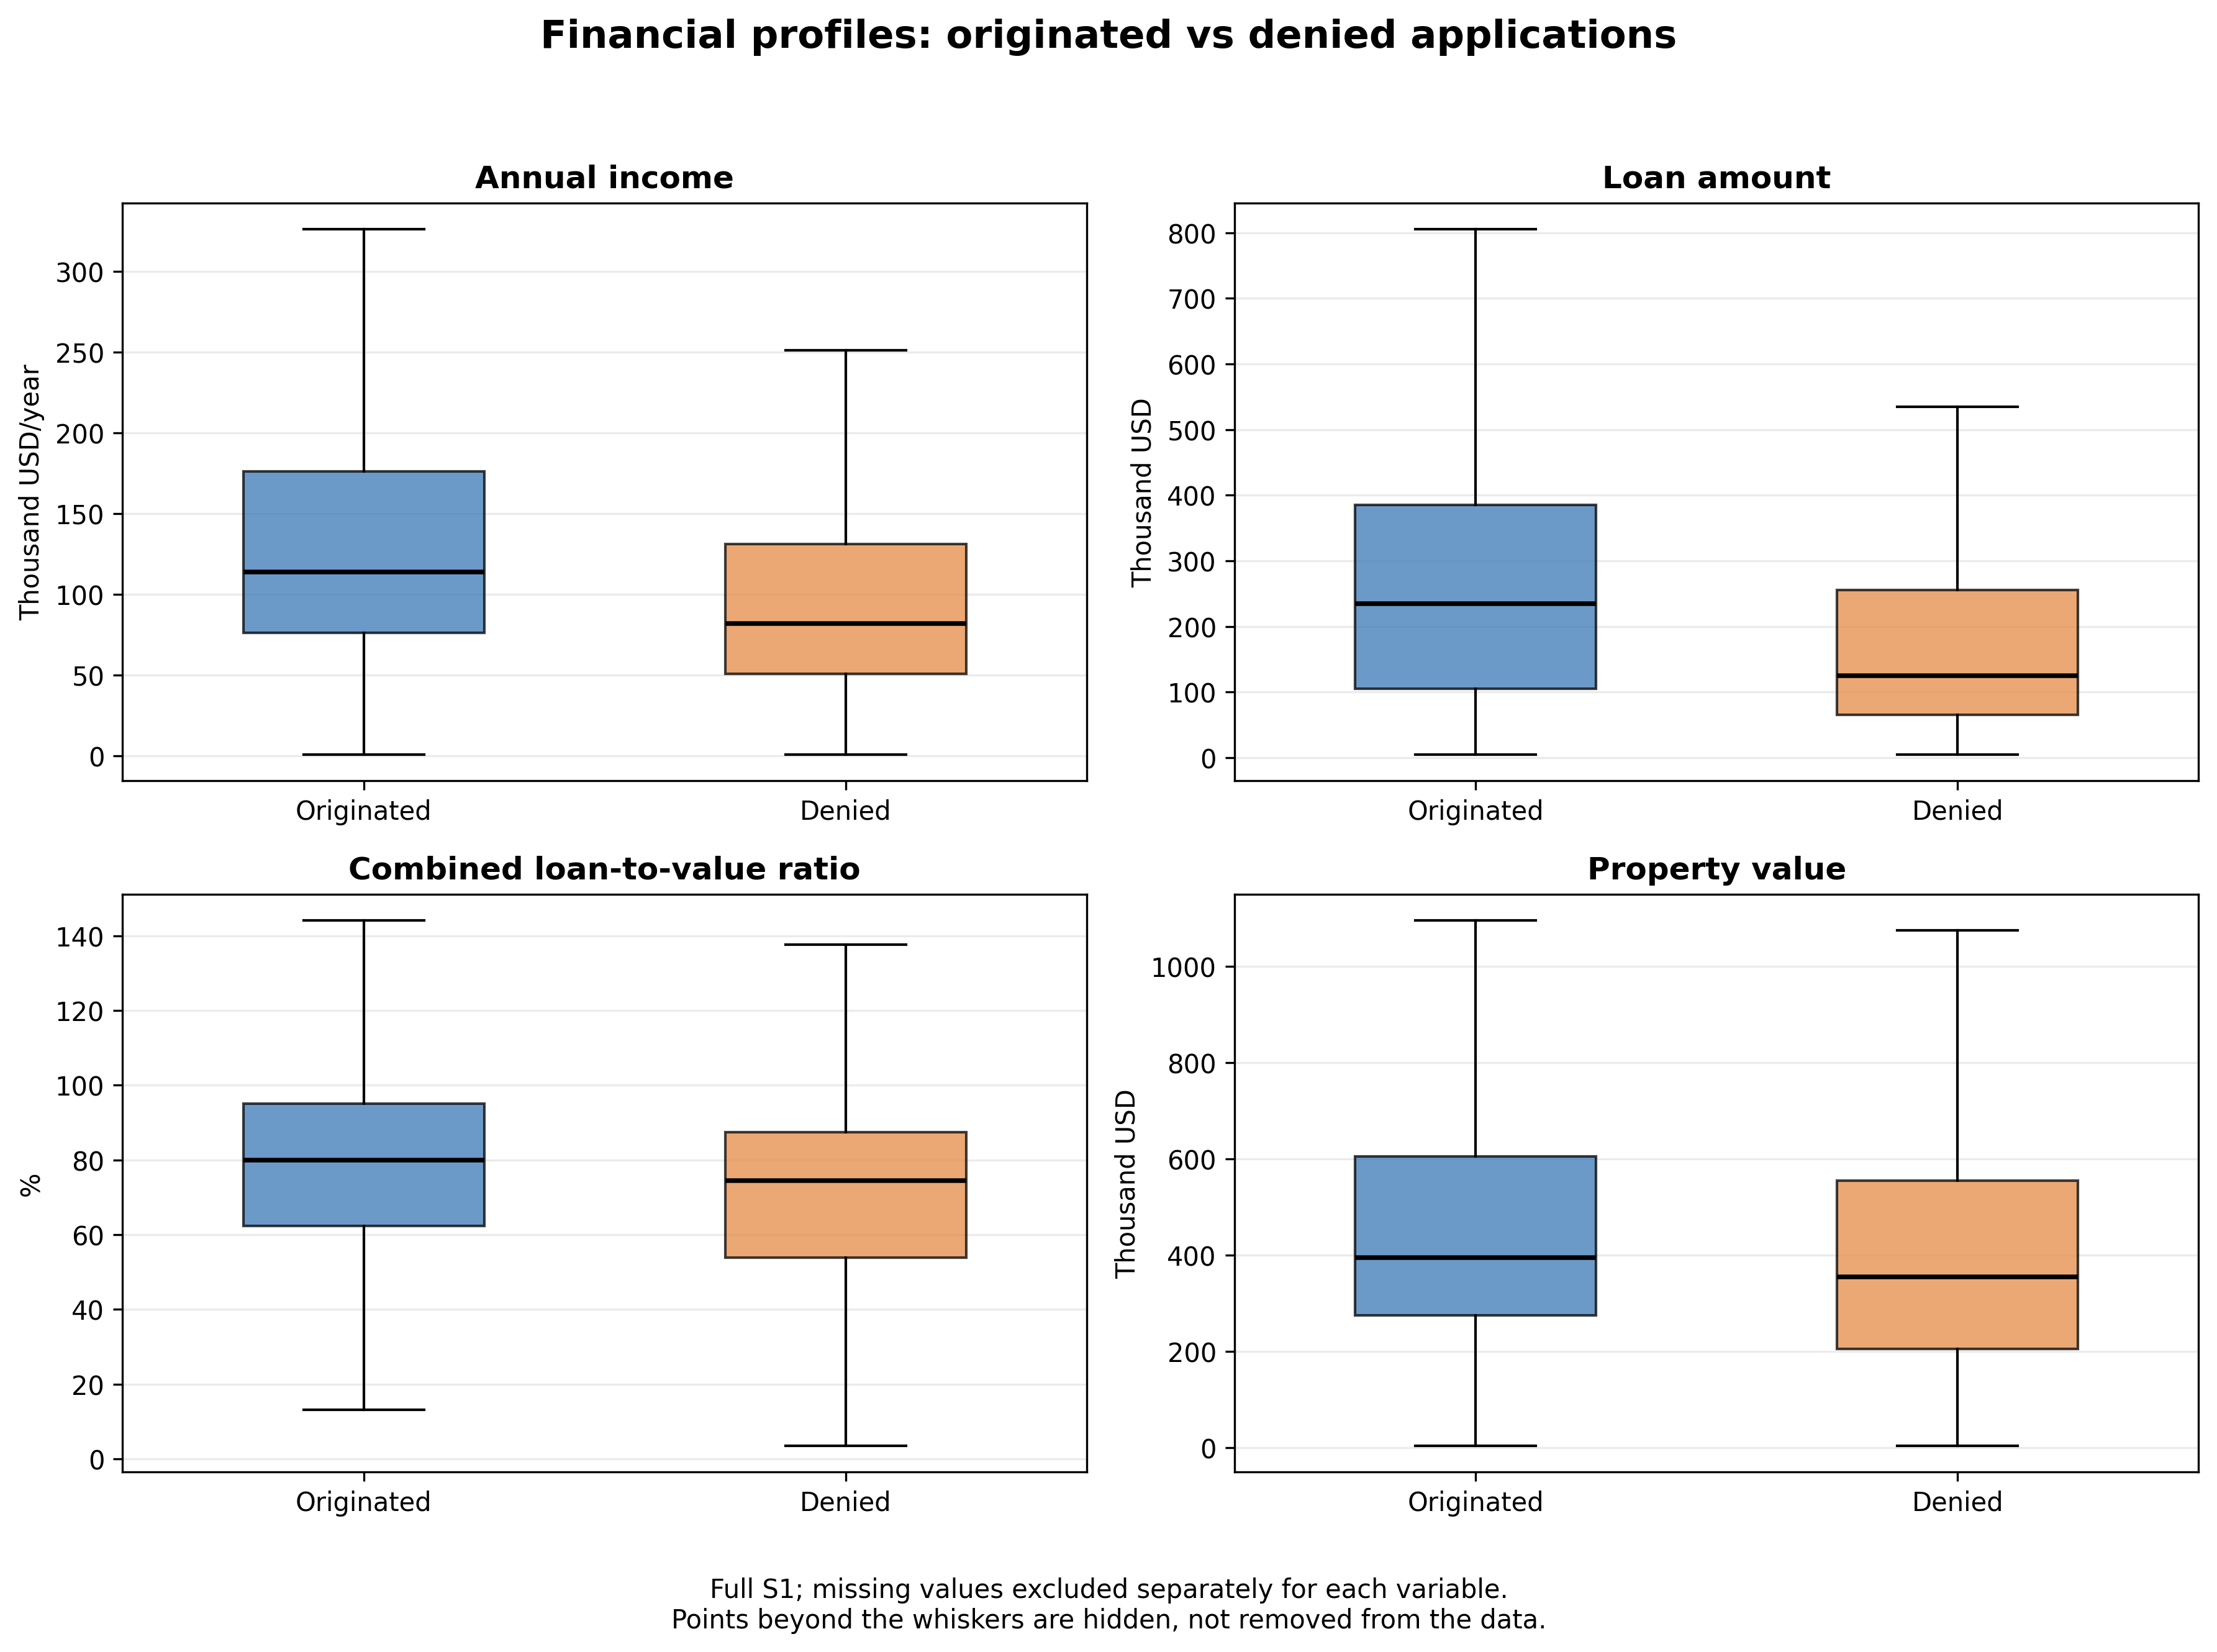 Financial profiles: originated vs denied applications
Annual income
Thousand USD/year
300
250
200
150
100
50
0
Originated
Denied
Loan amount
Thousand USD
800
700
600
500
400
300
200
100
0
Originated
Denied
Combined loan-to-value ratio
%
140
120
100
80
60
40
20
0
Originated
Denied
Property value
Thousand USD
1000
800
600
400
200
0
Originated
Denied
Full S1; missing values excluded separately for each variable.
Points beyond the whiskers are hidden, not removed from the data.